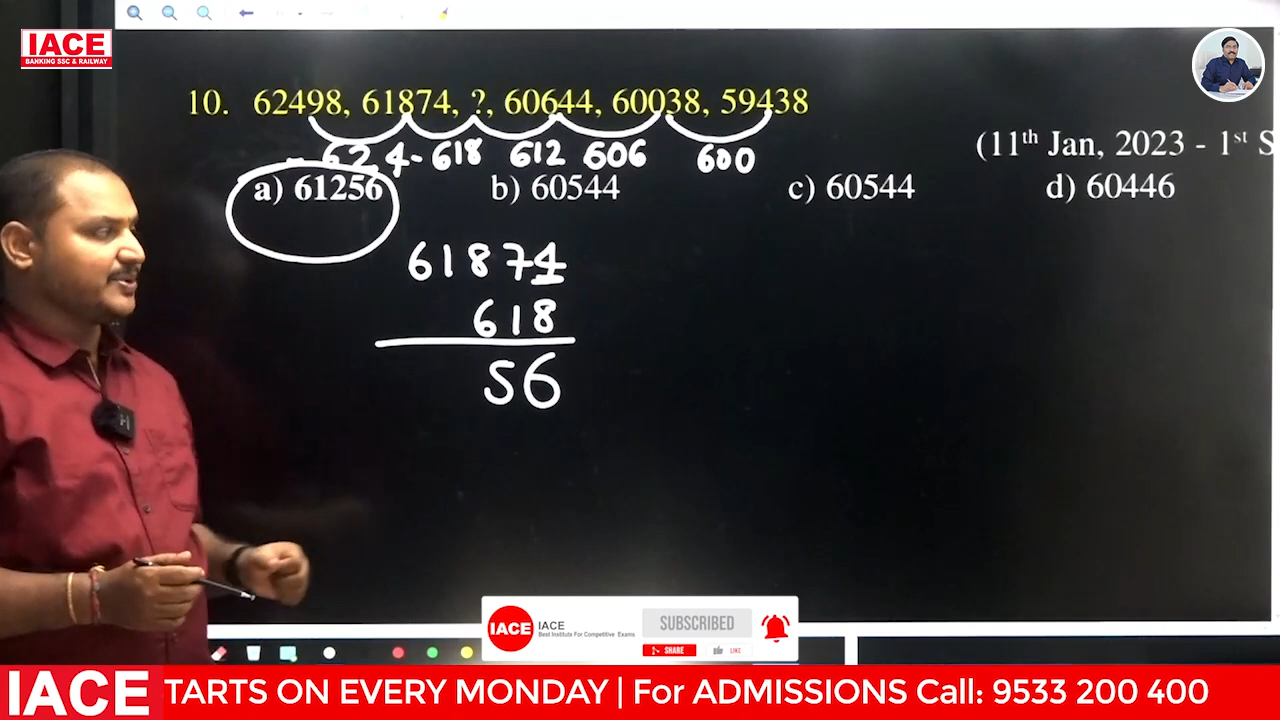 IACE
BANKING SSC & RAILWAY
10. 62498, 61874, ?, 60644, 60038, 59438
- 624 - 618 612 606 600
(11th Jan, 2023 - 1st S
a) 61256 b) 60544 c) 60544 d) 60446
61874
618
56
IACE
IACE
Best Institute For Competitive Exams
SUBSCRIBED
SHARE
LIKE
IACE
TARTS ON EVERY MONDAY | For ADMISSIONS Call: 9533 200 400